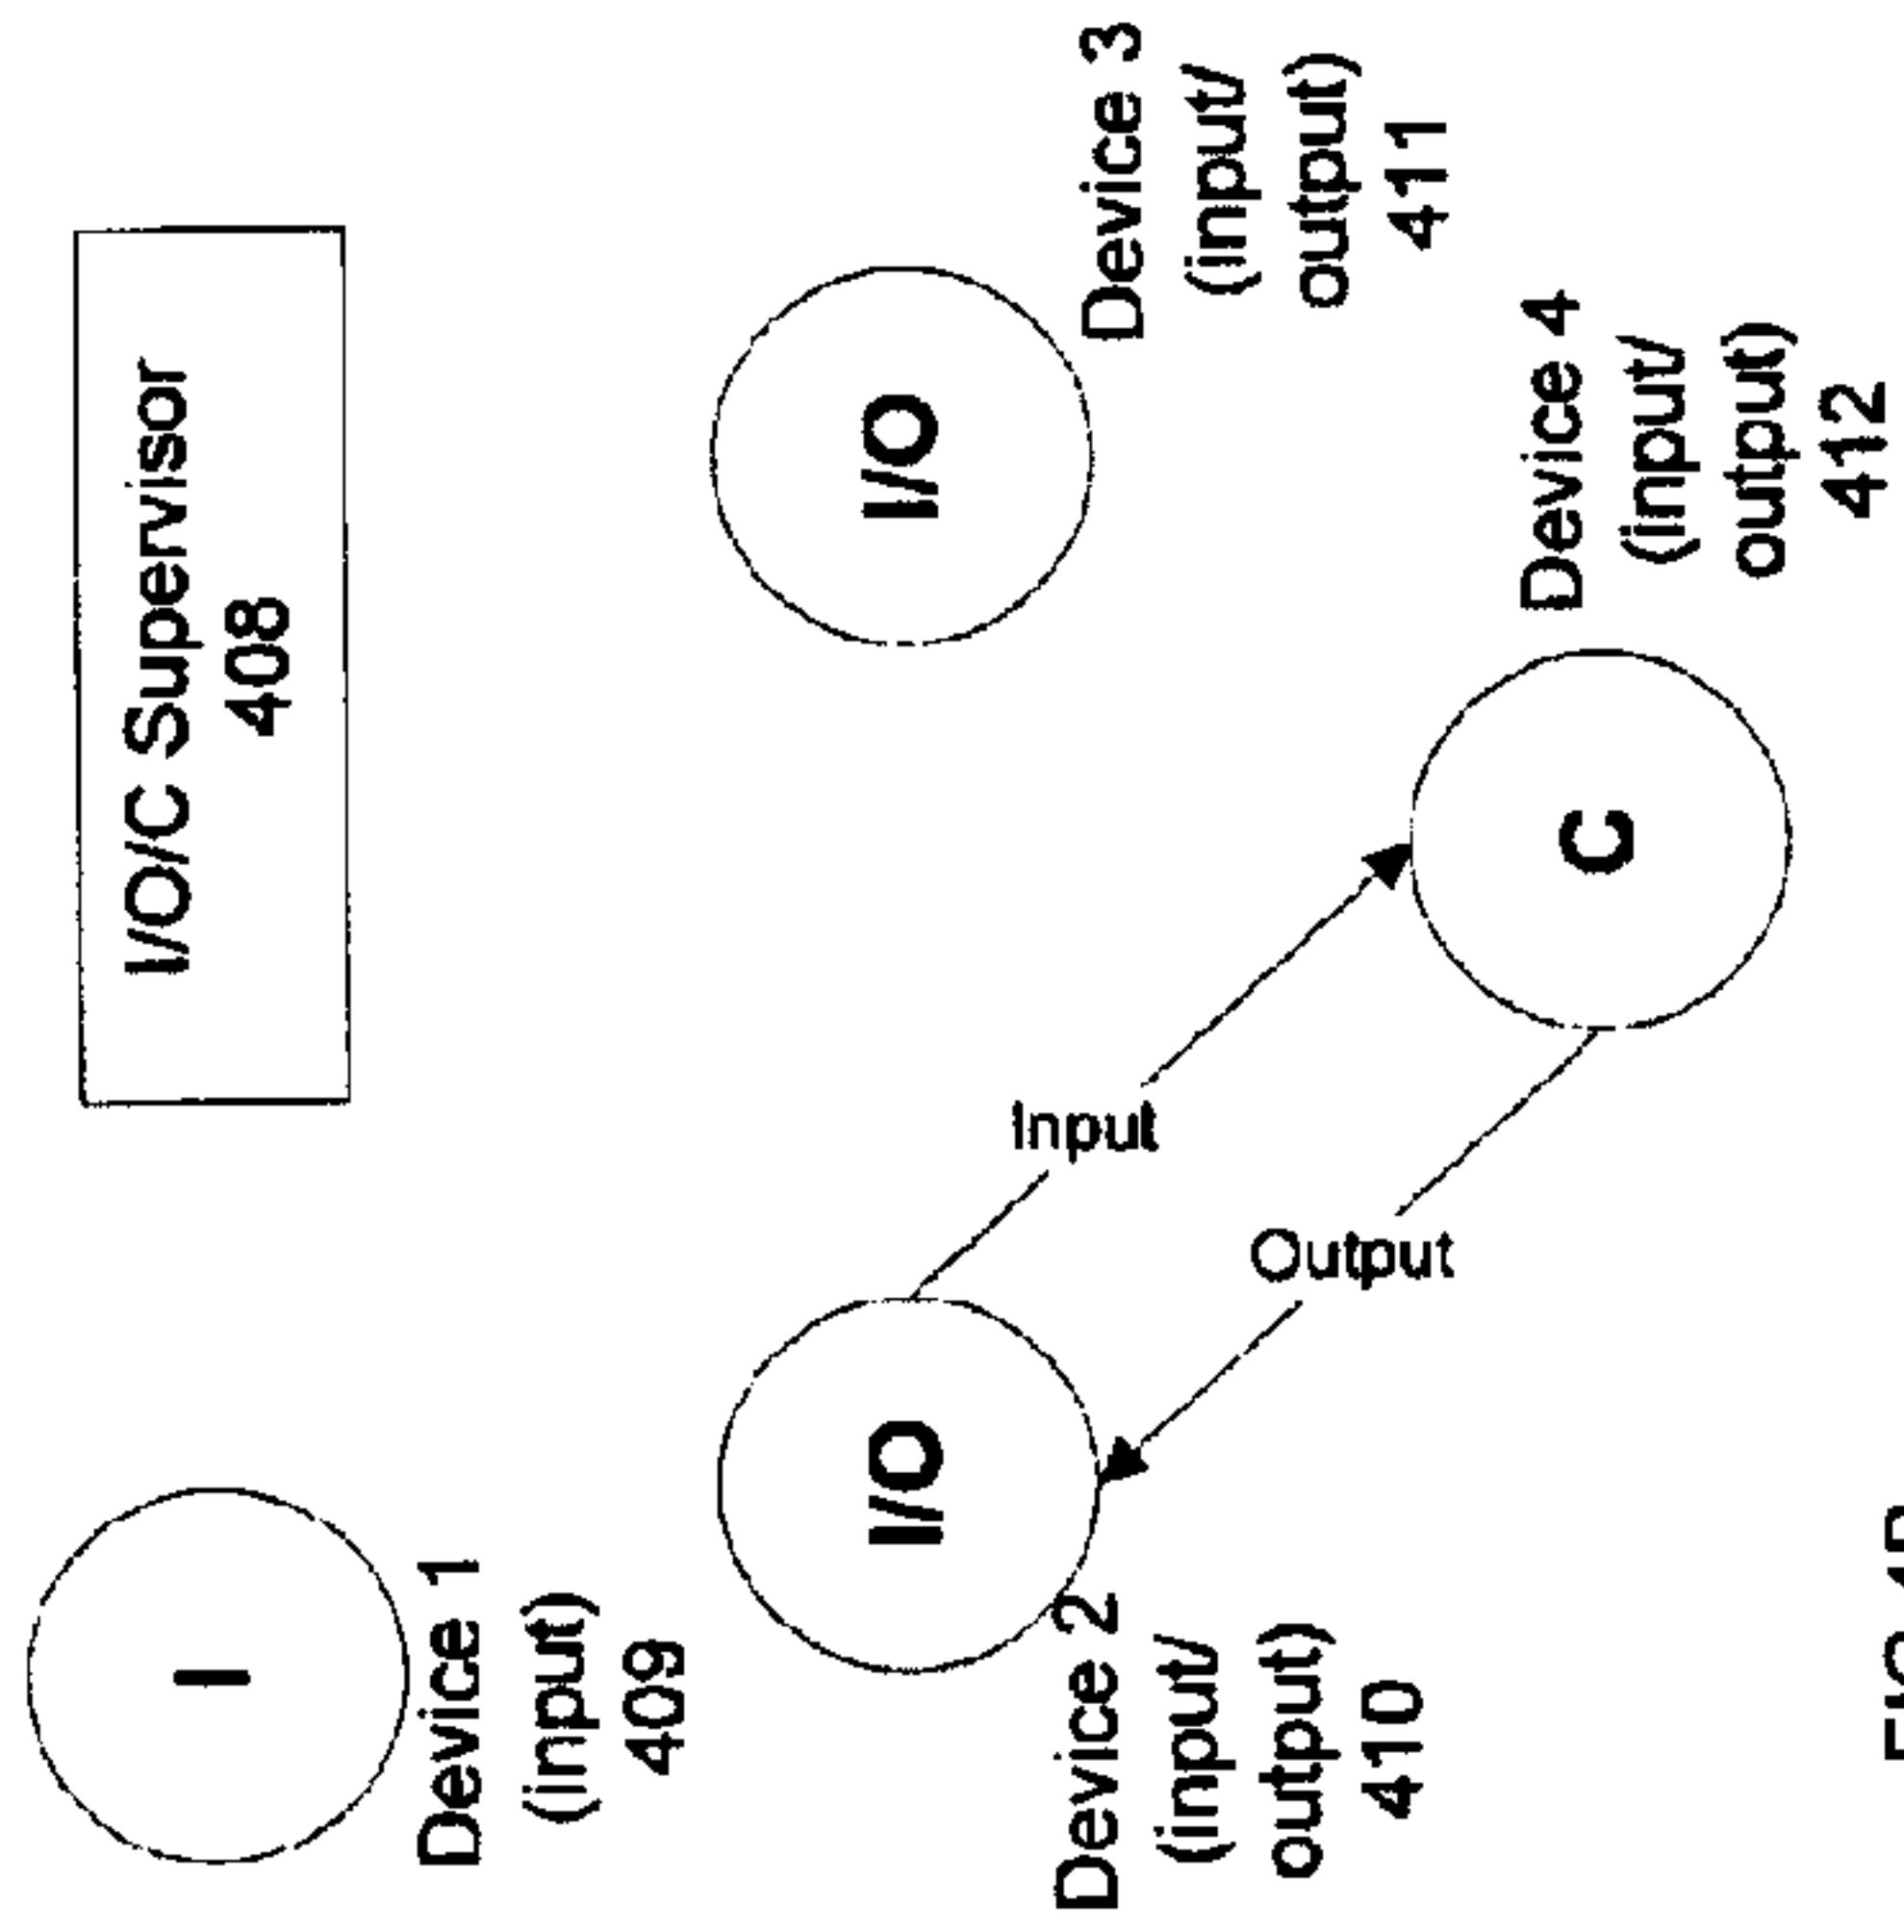 I/O/C Supervisor
408
I
Device 1
(input)
409
I/O
Device 2
(input/
output)
410
Input
Output
I/O
Device 3
(input/
output)
411
C
Device 4
(input/
output)
412